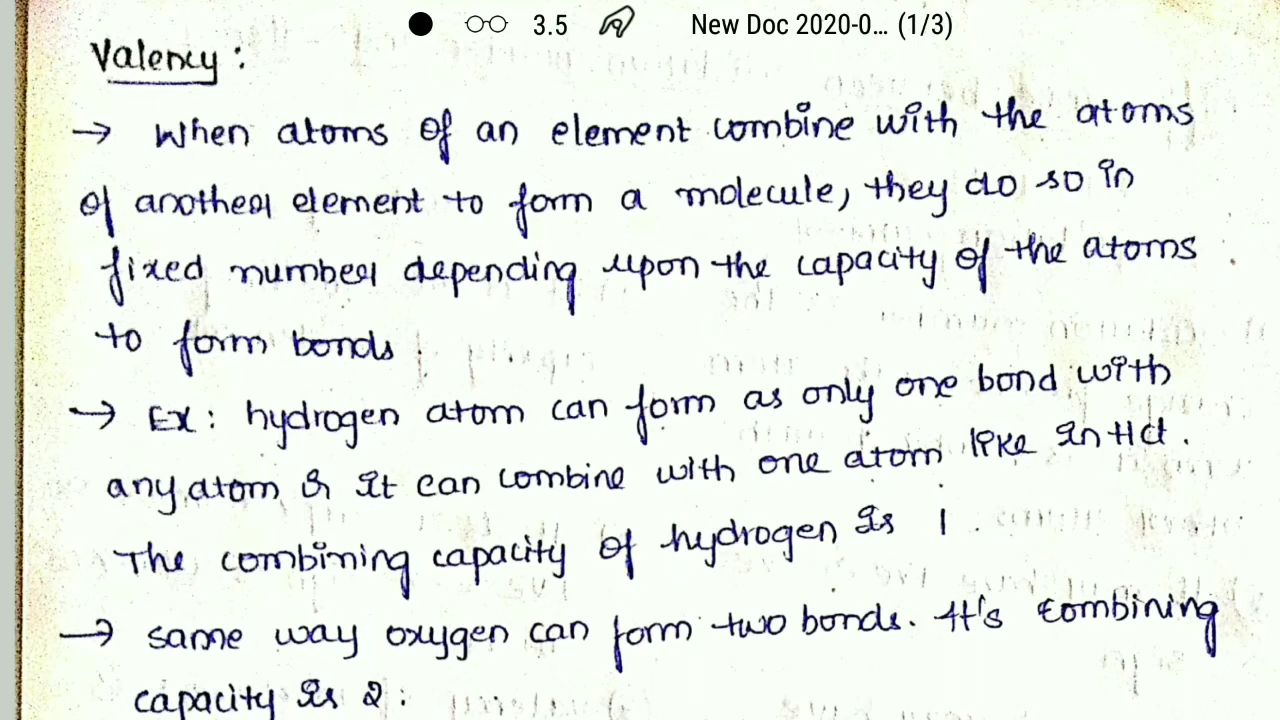 3.5 New Doc 2020-0... (1/3)
Valency :
→ When atoms of an element combine with the atoms
of another element to form a molecule, they do so in
fixed number depending upon the capacity of the atoms
to form bonds.
→ Ex : hydrogen atom can form as only one bond with
any atom & it can combine with one atom like in HCl.
The combining capacity of hydrogen is 1.
→ same way oxygen can form two bonds. It's combining
capacity is 2.